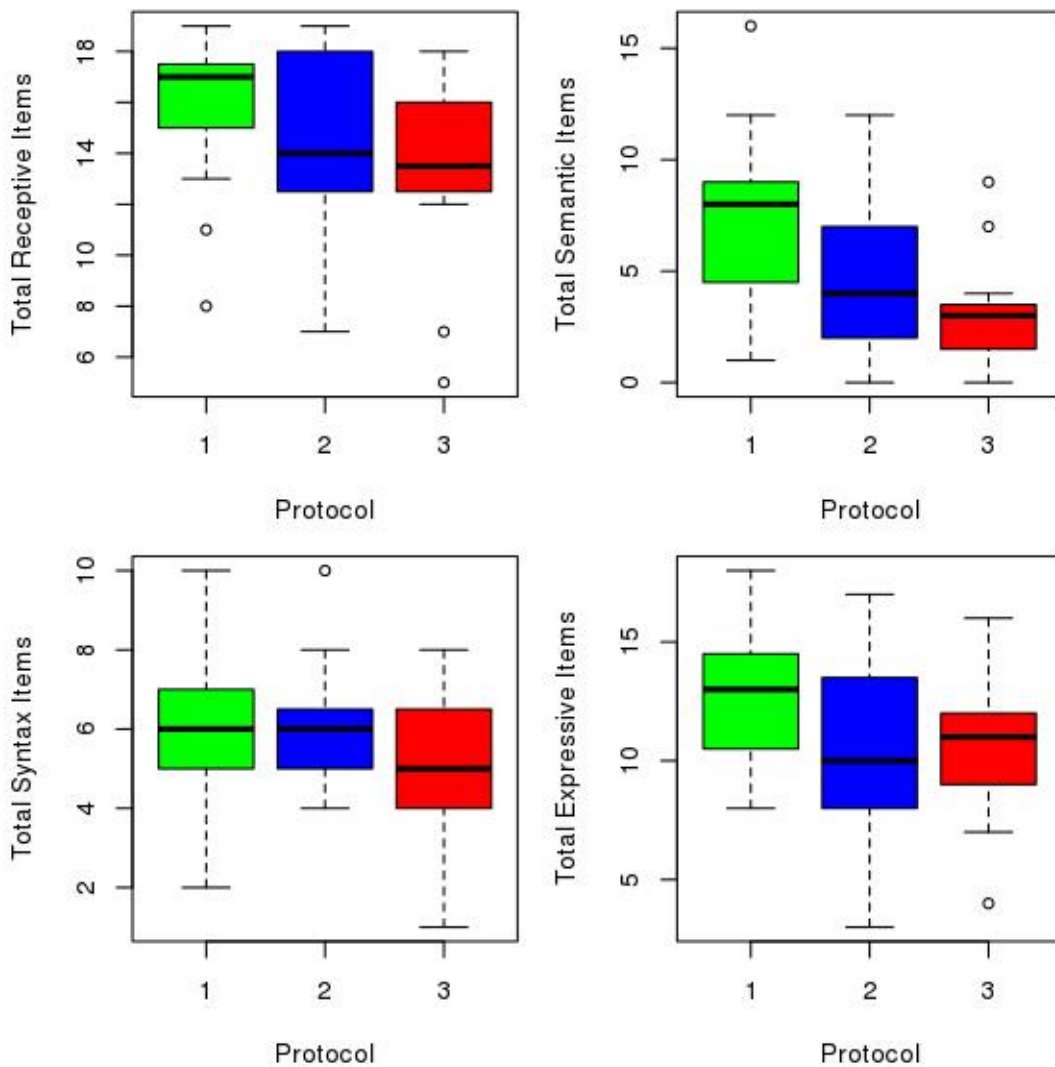 Total Receptive Items
18
14
10
8
6
1 2 3
Protocol
Total Semantic Items
15
10
5
0
1 2 3
Protocol
Total Syntax Items
10
8
6
4
2
1 2 3
Protocol
Total Expressive Items
15
10
5
1 2 3
Protocol